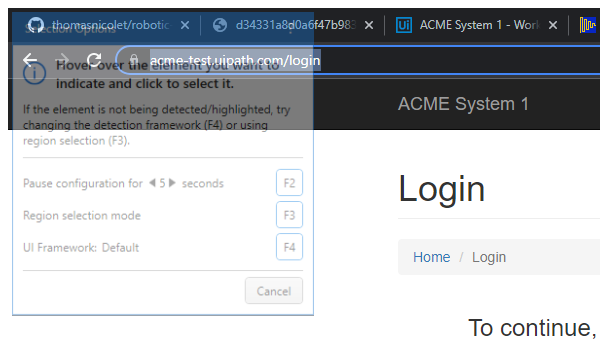 Selection Options
thomasnicolet/robotic
d34331a8d0a6f47b983
ACME System 1 - Work
acme-test.uipath.com/login
Hover over the element you want to
indicate and click to select it.
If the element is not being detected/highlighted, try
changing the detection framework (F4) or using
region selection (F3).
Pause configuration for 5 seconds
F2
Region selection mode
F3
UI Framework: Default
F4
Cancel
ACME System 1
Login
Home / Login
To continue,